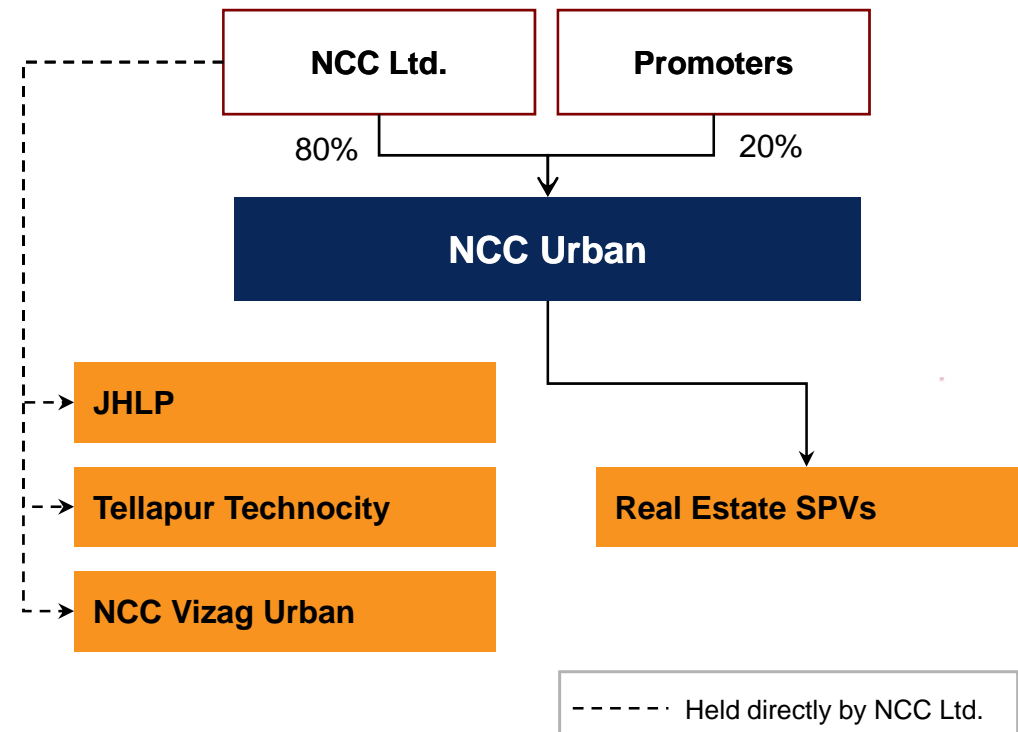 NCC Ltd.
Promoters
80%
20%
NCC Urban
JHLP
Tellapur Technocity
Real Estate SPVs
NCC Vizag Urban
Held directly by NCC Ltd.